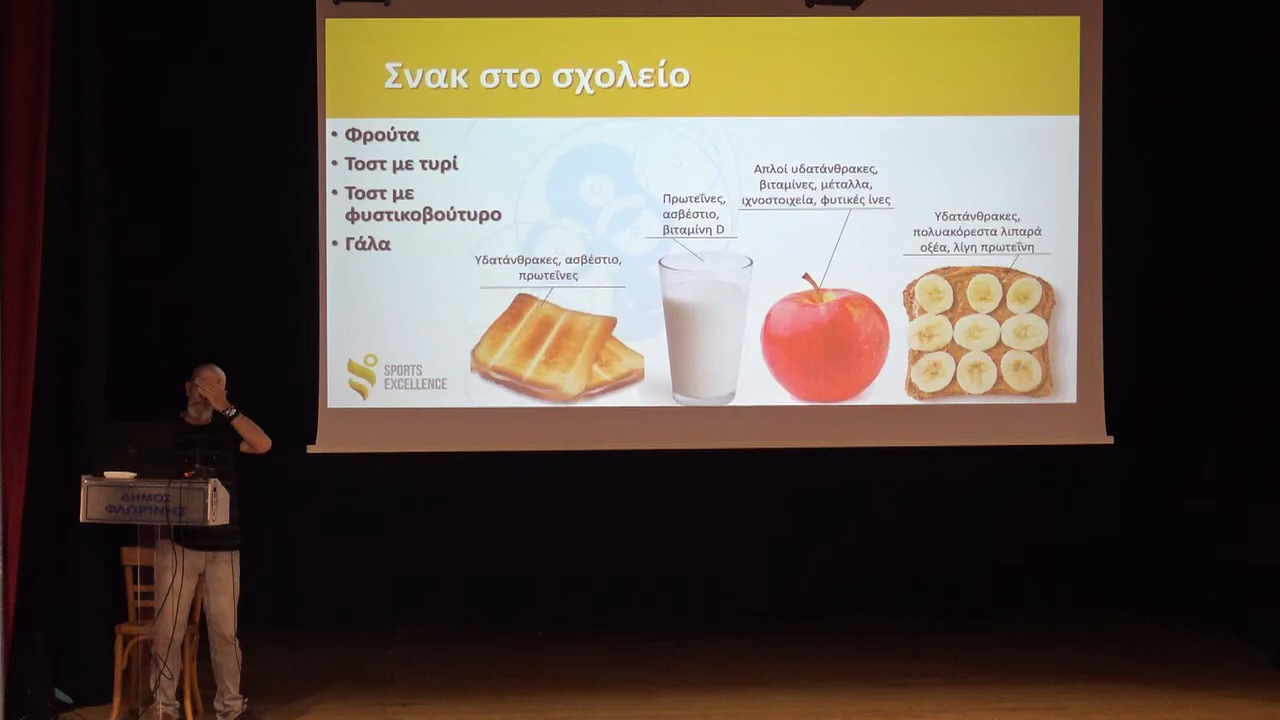 Σνακ στο σχολείο
• Φρούτα
• Τοστ με τυρί
• Τοστ με
φυστικοβούτυρο
• Γάλα
Υδατάνθρακες, ασβέστιο,
πρωτεΐνες
Πρωτεΐνες,
ασβέστιο,
βιταμίνη D
Απλοί υδατάνθρακες,
βιταμίνες, μέταλλα,
ιχνοστοιχεία, φυτικές ίνες
Υδατάνθρακες,
πολυακόρεστα λιπαρά
οξέα, λίγη πρωτεΐνη
SPORTS
EXCELLENCE
ΔΗΜΟΣ
ΦΛΩΡΙΝΗΣ